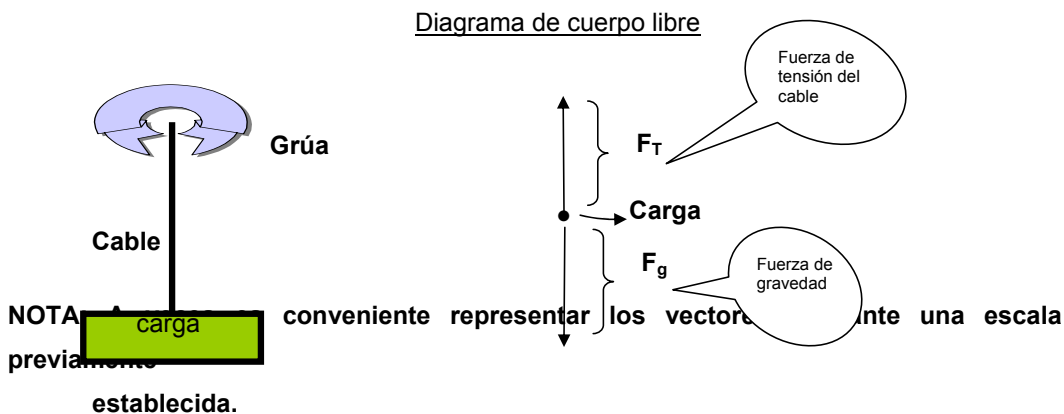 Diagrama de cuerpo libre
Fuerza de
tensión del
cable
Grúa
F_T
Carga
Cable
F_g
Fuerza de
gravedad
carga
NOTA: A conveniente representar los una escala
establecida.